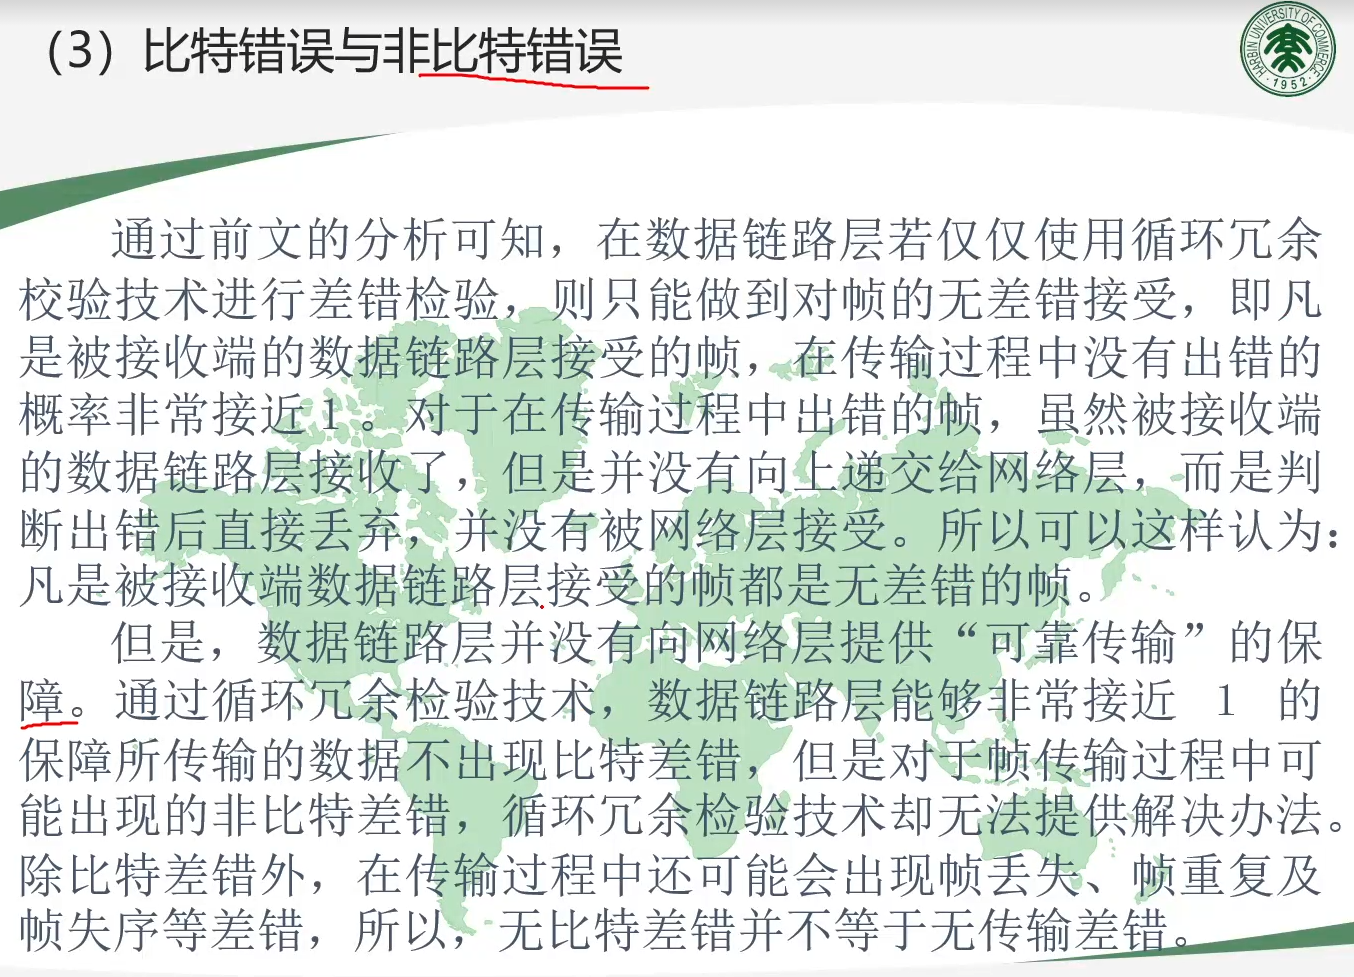 (3) 比特错误与非比特错误
HARBIN UNIVERSITY OF COMMERCE
·1952·
通过前文的分析可知，在数据链路层若仅仅使用循环冗余
校验技术进行差错检验，则只能做到对帧的无差错接受，即凡
是被接收端的数据链路层接受的帧，在传输过程中没有出错的
概率非常接近1。对于在传输过程中出错的帧，虽然被接收端
的数据链路层接收了，但是并没有向上递交给网络层，而是判
断出错后直接丢弃，并没有被网络层接受。所以可以这样认为：
凡是被接收端数据链路层接受的帧都是无差错的帧。
但是，数据链路层并没有向网络层提供“可靠传输”的保
障。通过循环冗余检验技术，数据链路层能够非常接近 1 的
保障所传输的数据不出现比特差错，但是对于帧传输过程中可
能出现的非比特差错，循环冗余检验技术却无法提供解决办法。
除比特差错外，在传输过程中还可能会出现帧丢失、帧重复及
帧失序等差错，所以，无比特差错并不等于无传输差错。